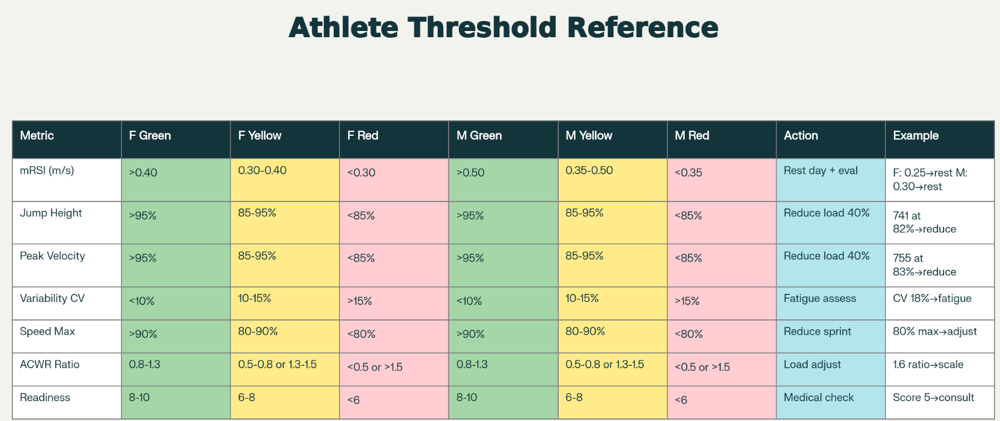 Athlete Threshold Reference
Metric F Green F Yellow F Red M Green M Yellow M Red Action Example
mRSI (m/s) >0.40 0.30-0.40 <0.30 >0.50 0.35-0.50 <0.35 Rest day + eval F: 0.25→rest M:
0.30→rest
Jump Height >95% 85-95% <85% >95% 85-95% <85% Reduce load 40% 741 at
82%→reduce
Peak Velocity >95% 85-95% <85% >95% 85-95% <85% Reduce load 40% 755 at
83%→reduce
Variability CV <10% 10-15% >15% <10% 10-15% >15% Fatigue assess CV 18%→fatigue
Speed Max >90% 80-90% <80% >90% 80-90% <80% Reduce sprint 80% max→adjust
ACWR Ratio 0.8-1.3 0.5-0.8 or 1.3-1.5 <0.5 or >1.5 0.8-1.3 0.5-0.8 or 1.3-1.5 <0.5 or >1.5 Load adjust 1.6 ratio→scale
Readiness 8-10 6-8 <6 8-10 6-8 <6 Medical check Score 5→consult